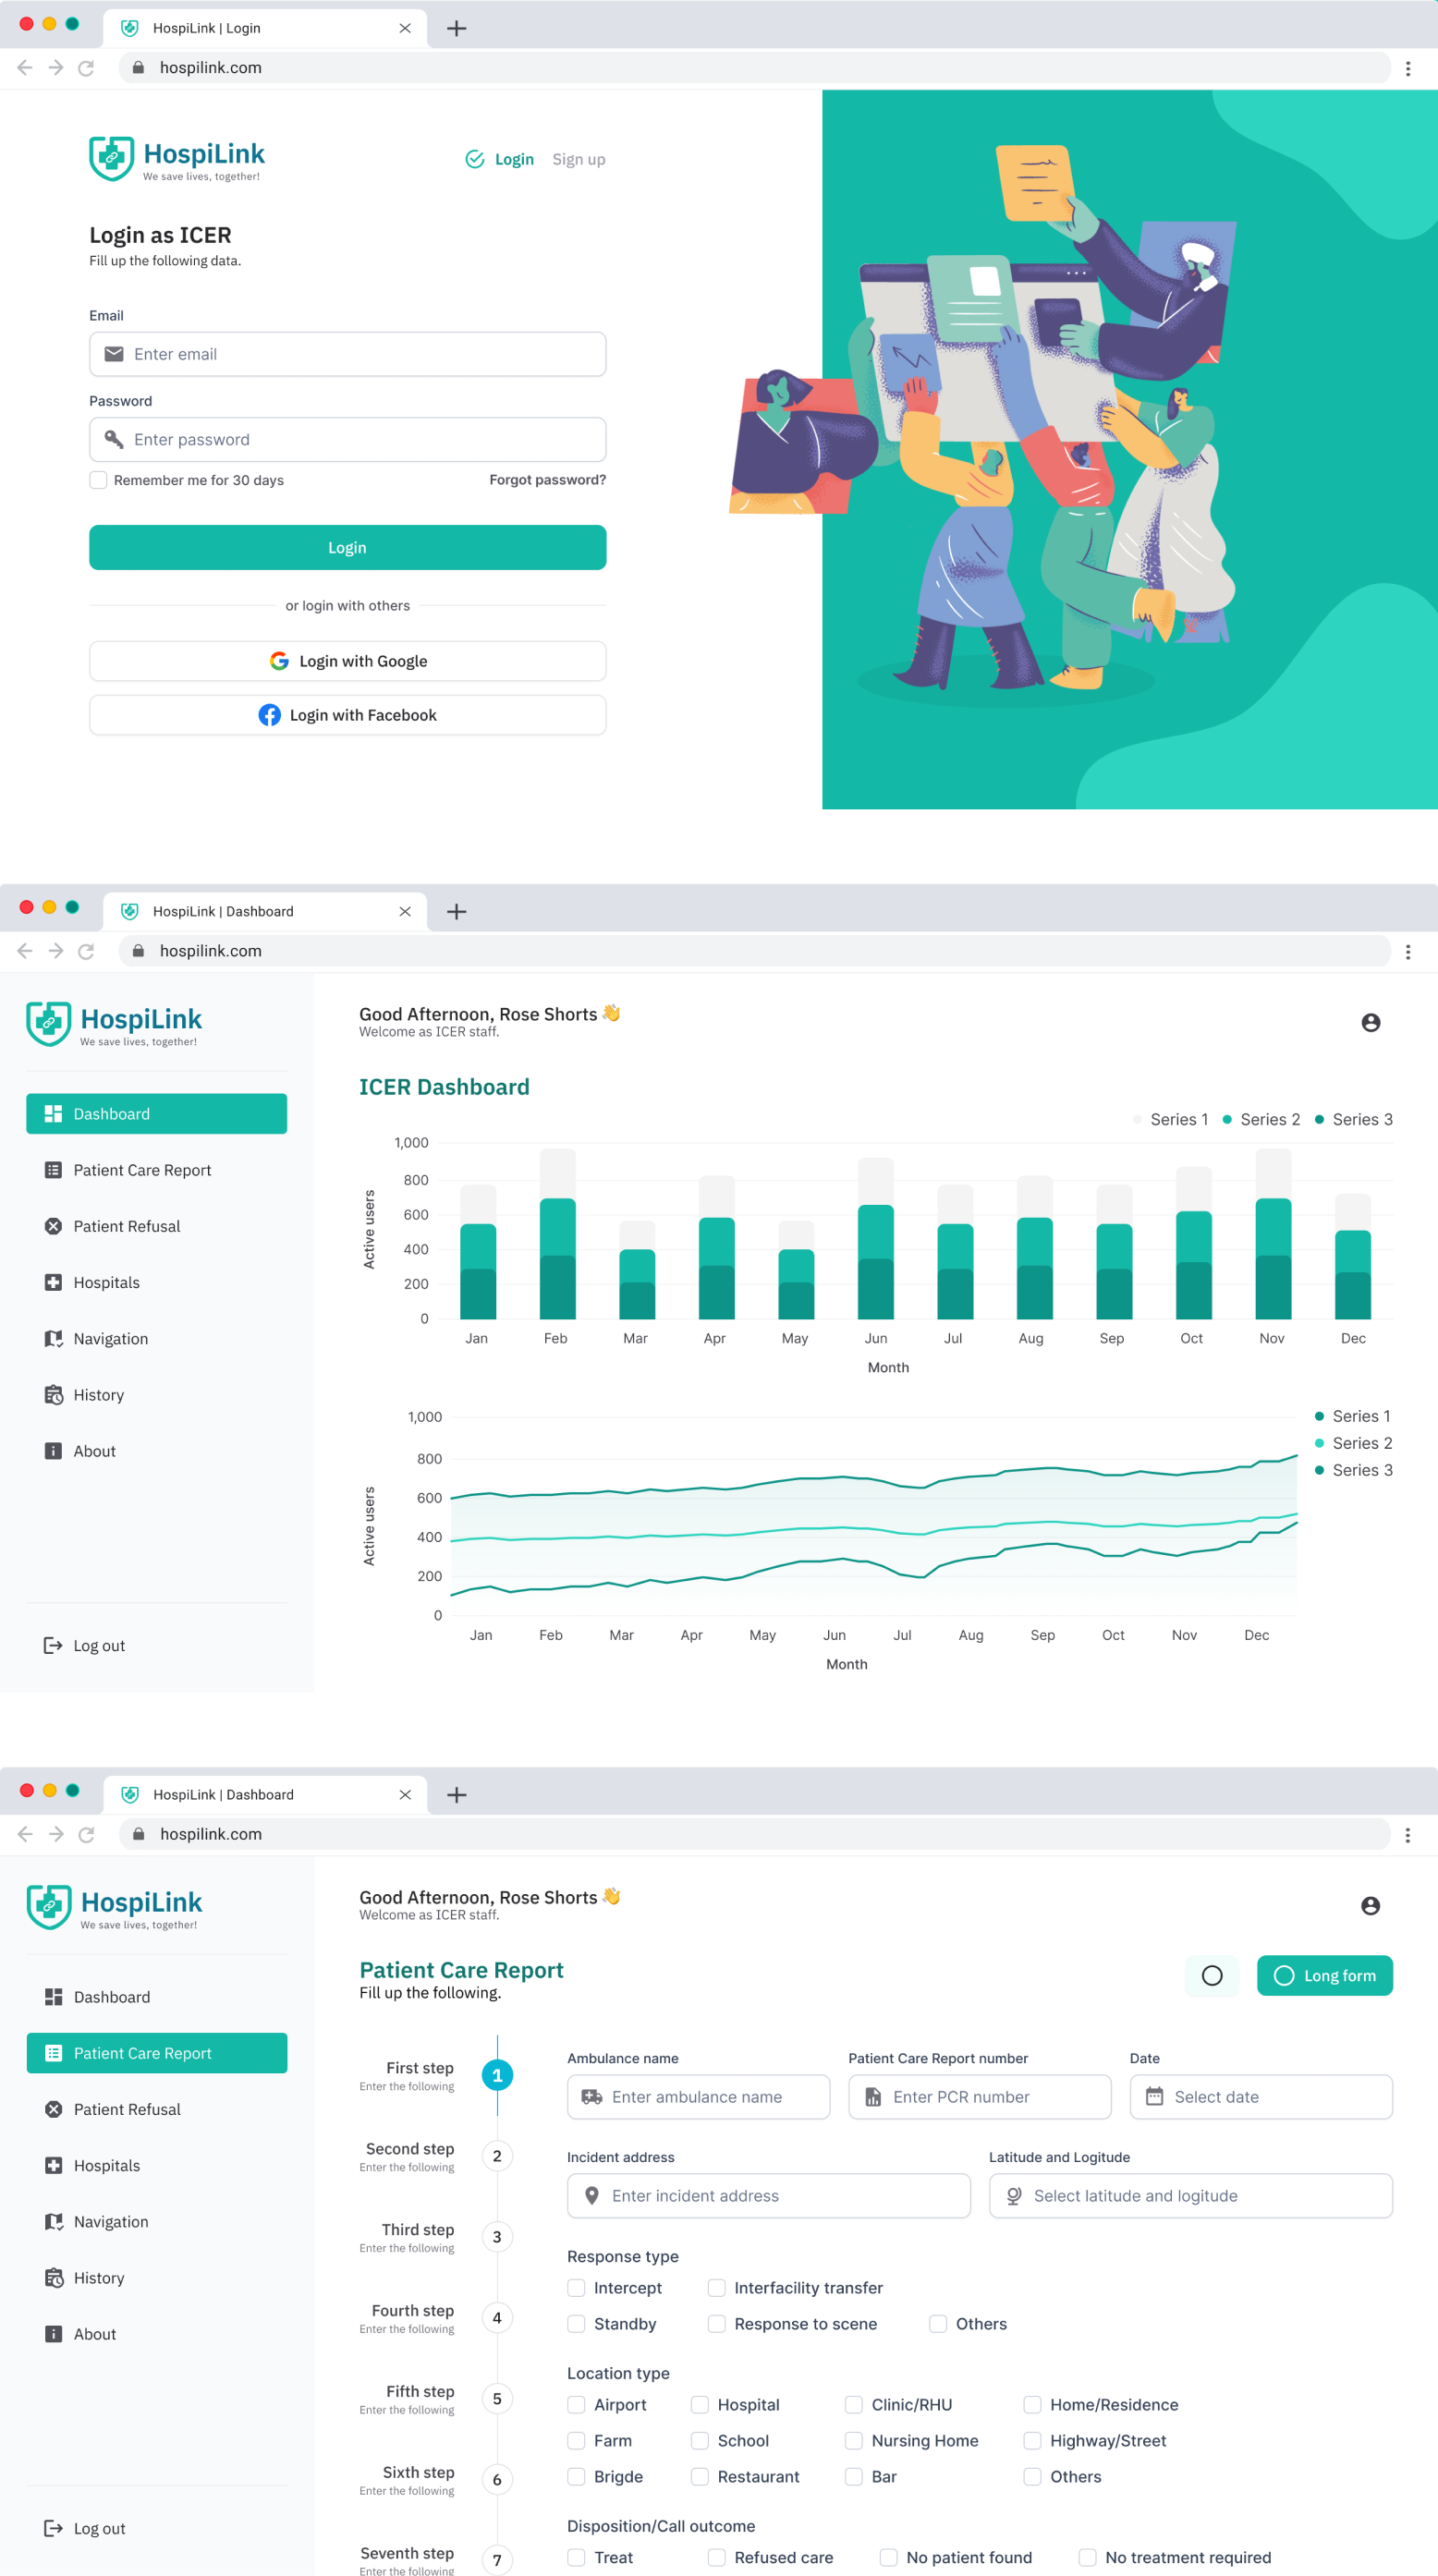 HospiLink | Login
hospilink.com
HospiLink
We save lives, together!
Login Sign up
Login as ICER
Fill up the following data.
Email
Enter email
Password
Enter password
Remember me for 30 days Forgot password?
Login
or login with others
Login with Google
Login with Facebook
HospiLink | Dashboard
hospilink.com
HospiLink
We save lives, together!
Dashboard
Patient Care Report
Patient Refusal
Hospitals
Navigation
History
About
Log out
Good Afternoon, Rose Shorts 👋
Welcome as ICER staff.
ICER Dashboard
Series 1 Series 2 Series 3
Active users
1,000
800
600
400
200
0
Jan Feb Mar Apr May Jun Jul Aug Sep Oct Nov Dec
Month
Series 1
Series 2
Series 3
Active users
1,000
800
600
400
200
0
Jan Feb Mar Apr May Jun Jul Aug Sep Oct Nov Dec
Month
HospiLink | Dashboard
hospilink.com
HospiLink
We save lives, together!
Dashboard
Patient Care Report
Patient Refusal
Hospitals
Navigation
History
About
Log out
Good Afternoon, Rose Shorts 👋
Welcome as ICER staff.
Patient Care Report
Fill up the following.
Long form
First step
Enter the following
1
Second step
Enter the following
2
Third step
Enter the following
3
Fourth step
Enter the following
4
Fifth step
Enter the following
5
Sixth step
Enter the following
6
Seventh step
Enter the following
7
Ambulance name Patient Care Report number Date
Enter ambulance name Enter PCR number Select date
Incident address Latitude and Logitude
Enter incident address Select latitude and logitude
Response type
Intercept Interfacility transfer
Standby Response to scene Others
Location type
Airport Hospital Clinic/RHU Home/Residence
Farm School Nursing Home Highway/Street
Brigde Restaurant Bar Others
Disposition/Call outcome
Treat Refused care No patient found No treatment required